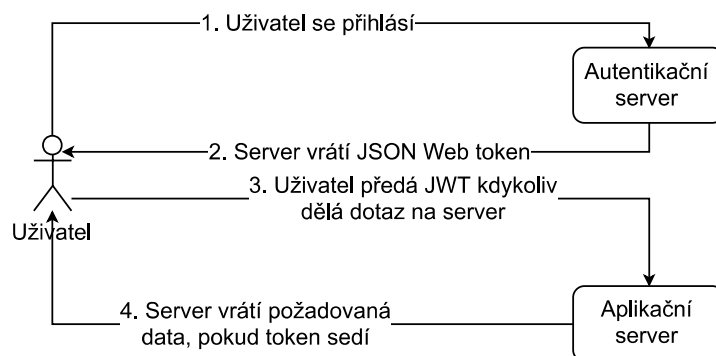 1. Uživatel se přihlásí
Autentikační
server
2. Server vrátí JSON Web token
3. Uživatel předá JWT kdykoliv
dělá dotaz na server
Uživatel
4. Server vrátí požadovaná
data, pokud token sedí
Aplikační
server